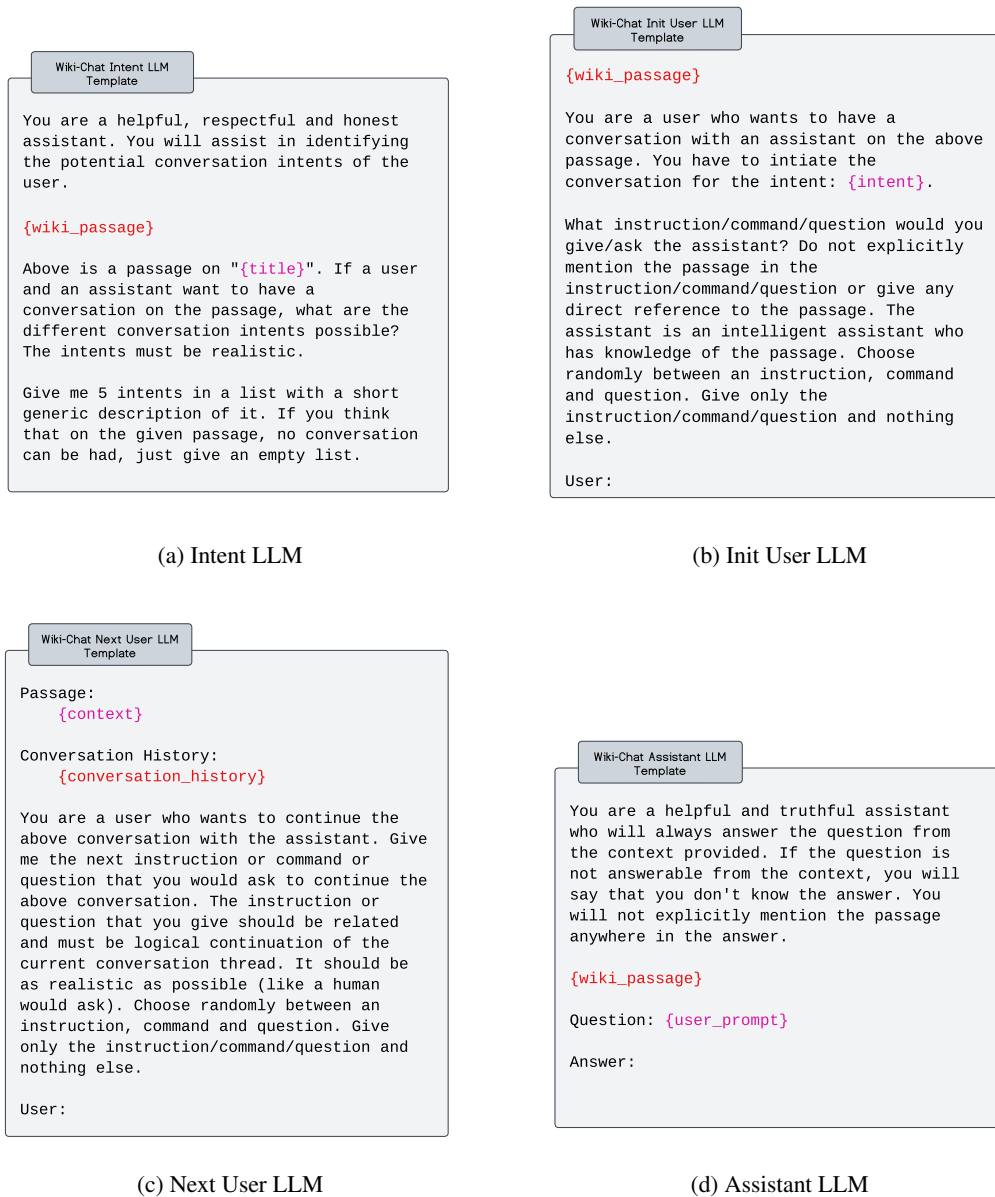 Wiki-Chat Intent LLM
Template
You are a helpful, respectful and honest
assistant. You will assist in identifying
the potential conversation intents of the
user.
{wiki_passage}
Above is a passage on "{title}". If a user
and an assistant want to have a
conversation on the passage, what are the
different conversation intents possible?
The intents must be realistic.
Give me 5 intents in a list with a short
generic description of it. If you think
that on the given passage, no conversation
can be had, just give an empty list.
(a) Intent LLM
Wiki-Chat Init User LLM
Template
{wiki_passage}
You are a user who wants to have a
conversation with an assistant on the above
passage. You have to intiate the
conversation for the intent: {intent}.
What instruction/command/question would you
give/ask the assistant? Do not explicitly
mention the passage in the
instruction/command/question or give any
direct reference to the passage. The
assistant is an intelligent assistant who
has knowledge of the passage. Choose
randomly between an instruction, command
and question. Give only the
instruction/command/question and nothing
else.
User:
(b) Init User LLM
Wiki-Chat Next User LLM
Template
Passage:
{context}
Conversation History:
{conversation_history}
You are a user who wants to continue the
above conversation with the assistant. Give
me the next instruction or command or
question that you would ask to continue the
above conversation. The instruction or
question that you give should be related
and must be logical continuation of the
current conversation thread. It should be
as realistic as possible (like a human
would ask). Choose randomly between an
instruction, command and question. Give
only the instruction/command/question and
nothing else.
User:
(c) Next User LLM
Wiki-Chat Assistant LLM
Template
You are a helpful and truthful assistant
who will always answer the question from
the context provided. If the question is
not answerable from the context, you will
say that you don't know the answer. You
will not explicitly mention the passage
anywhere in the answer.
{wiki_passage}
Question: {user_prompt}
Answer:
(d) Assistant LLM